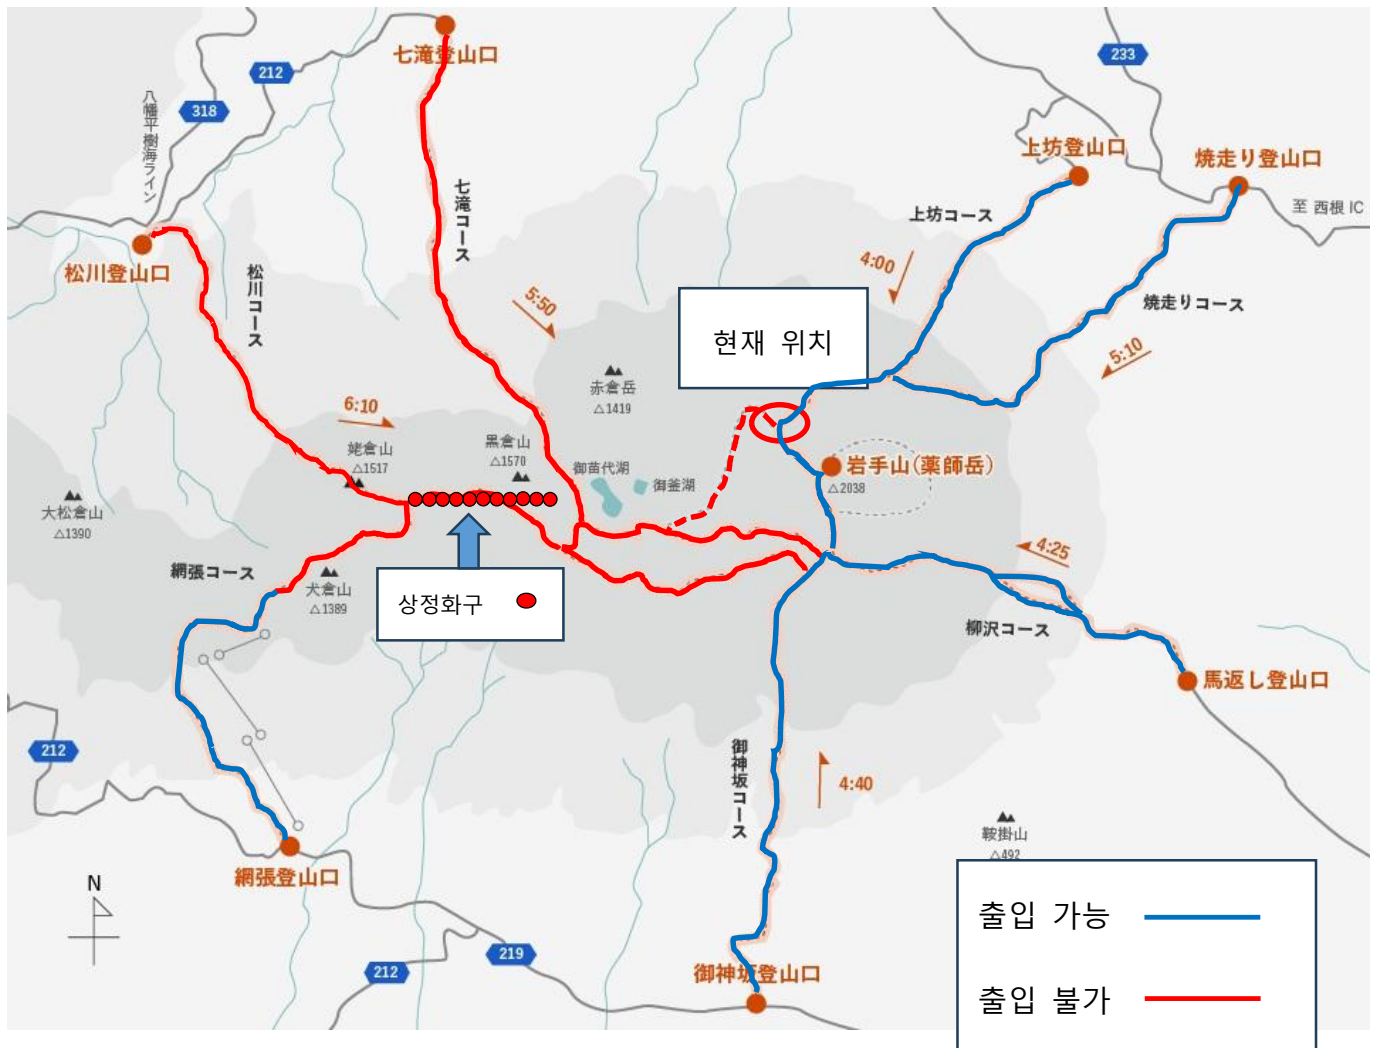 七滝登山口
212
318
233
八幡平樹海ライン
上坊登山口
焼走り登山口
至 西根 IC
七滝コース
上坊コース
松川登山口
松川コース
4:00
5:50
焼走りコース
현재 위치
5:10
赤倉岳
△1419
6:10
姥倉山
△1517
黒倉山
△1570
御苗代湖
御釜湖
岩手山(薬師岳)
△2038
大松倉山
△1390
4:25
網張コース
犬倉山
△1389
상정화구
柳沢コース
馬返し登山口
212
御神坂コース
4:40
鞍掛山
△492
網張登山口
N
출입 가능
219
212
御神坂登山口
출입 불가